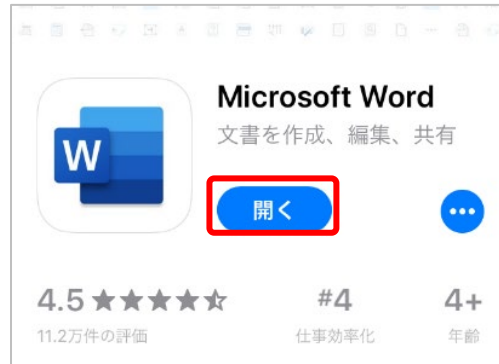 Microsoft Word
文書を作成、編集、共有
W
開く
4.5★★★★⯪
#4
4+
11.2万件の評価
仕事効率化
年齢